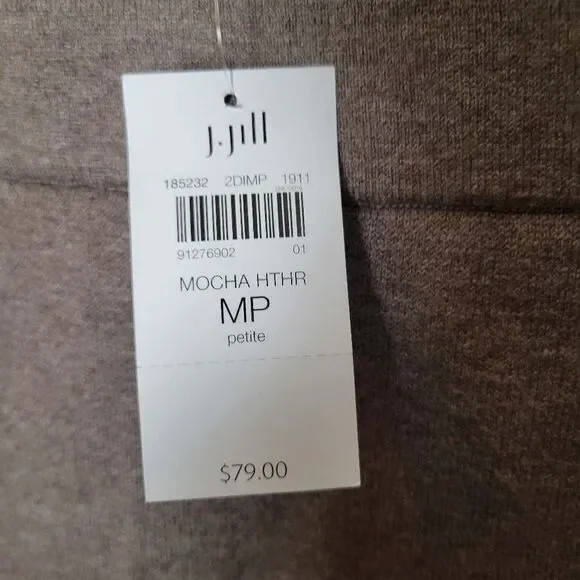 J.Jill
185232 2DIMP 1911
91276902 01
MOCHA HTHR
MP
petite
$79.00